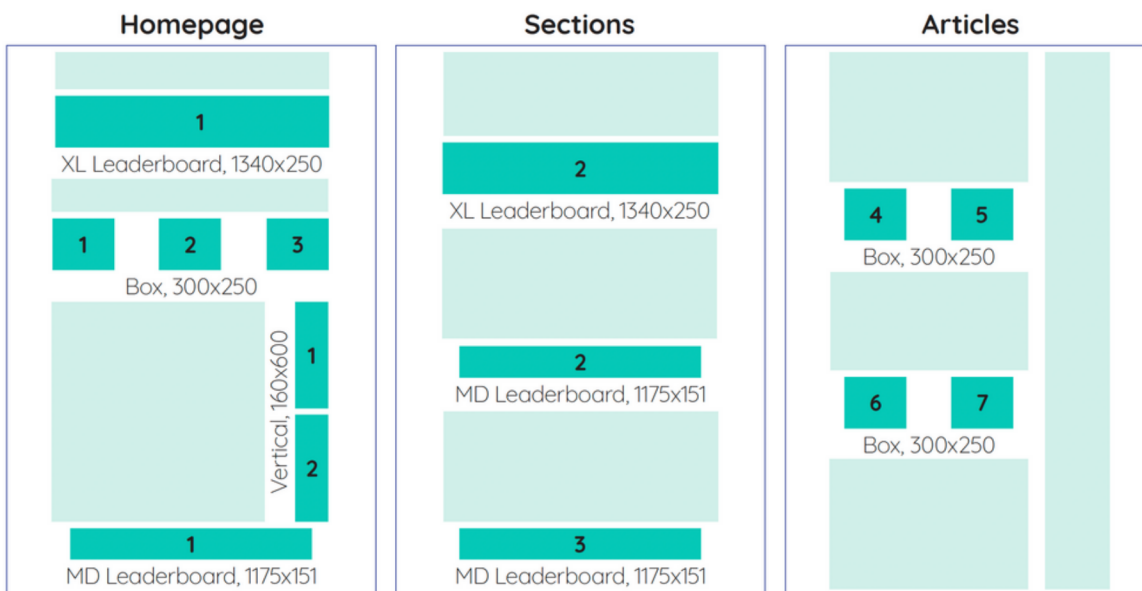 Homepage
1
XL Leaderboard, 1340x250
1 2 3
Box, 300x250
Vertical, 160x600
1
2
1
MD Leaderboard, 1175x151
Sections
2
XL Leaderboard, 1340x250
2
MD Leaderboard, 1175x151
3
MD Leaderboard, 1175x151
Articles
4 5
Box, 300x250
6 7
Box, 300x250